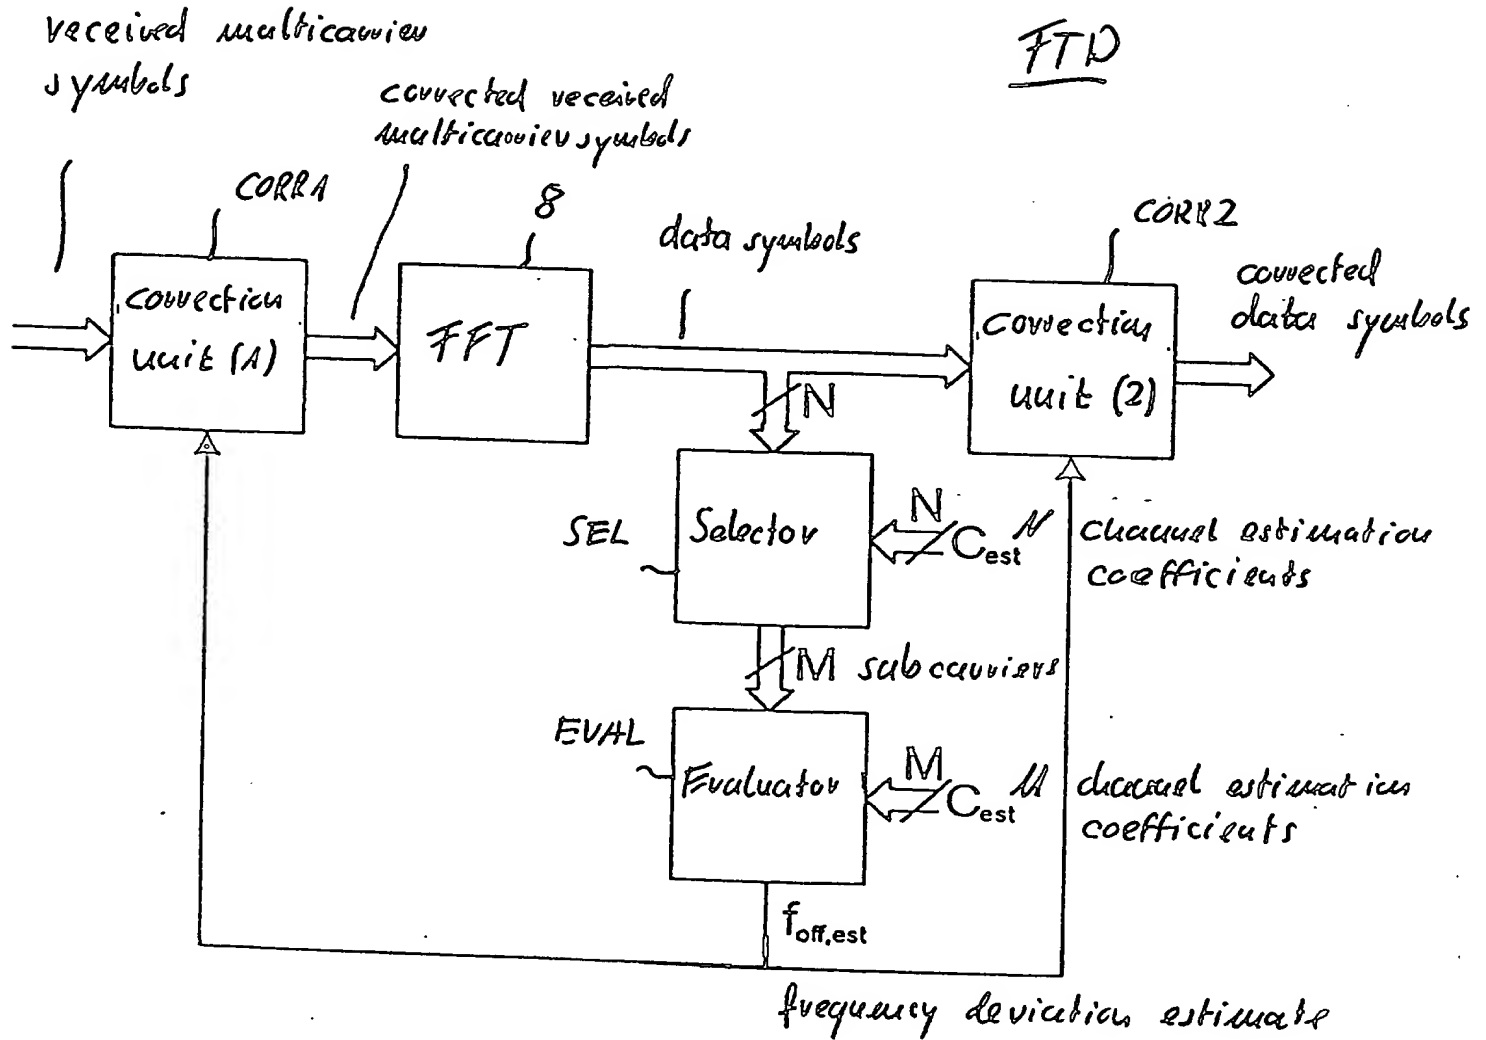 received multicarrier
symbols
FTD
corrected received
multicarrier symbols
CORR1
8
data symbols
CORR2
corrected
data symbols
correction
unit (1)
FFT
correction
unit (2)
N
SEL
Selector
N
Cest
N channel estimation
coefficients
M subcarriers
EVAL
Evaluator
M
Cest
M channel estimation
coefficients
foff,est
frequency deviation estimate